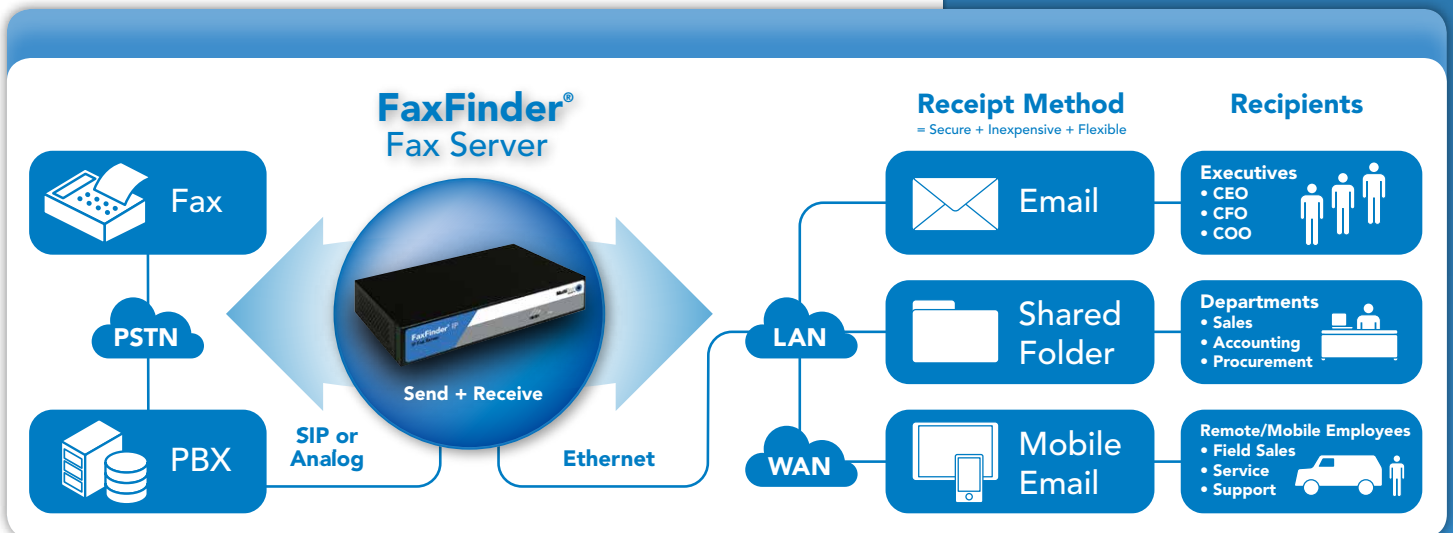 FaxFinder®
Fax Server
Receipt Method
= Secure + Inexpensive + Flexible
Recipients
Fax
PSTN
PBX
SIP or
Analog
FaxFinder® IP
Send + Receive
Ethernet
LAN
WAN
Email
Shared
Folder
Mobile
Email
Executives
• CEO
• CFO
• COO
Departments
• Sales
• Accounting
• Procurement
Remote/Mobile Employees
• Field Sales
• Service
• Support